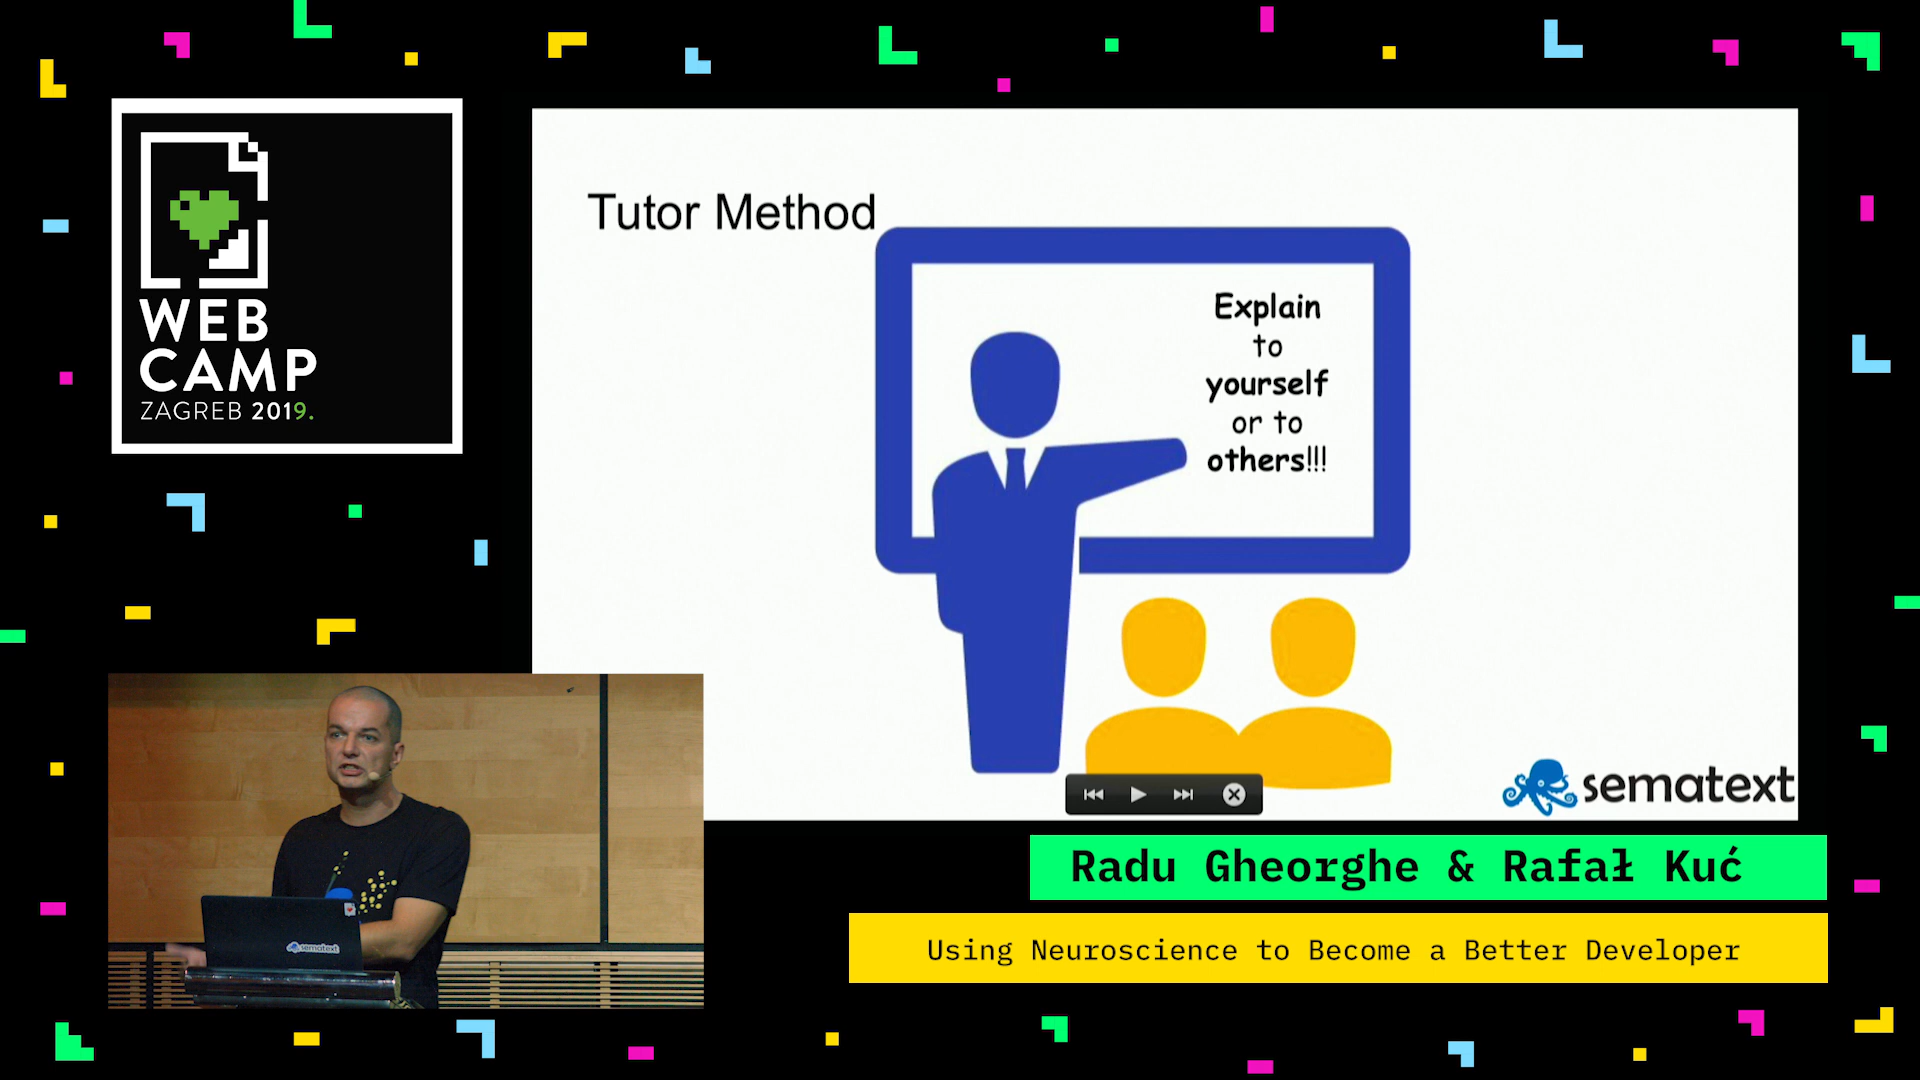 WEB
CAMP
ZAGREB 2019.
Tutor Method
Explain
to
yourself
or to
others!!!
sematext
sematext
Radu Gheorghe & Rafał Kuć
Using Neuroscience to Become a Better Developer